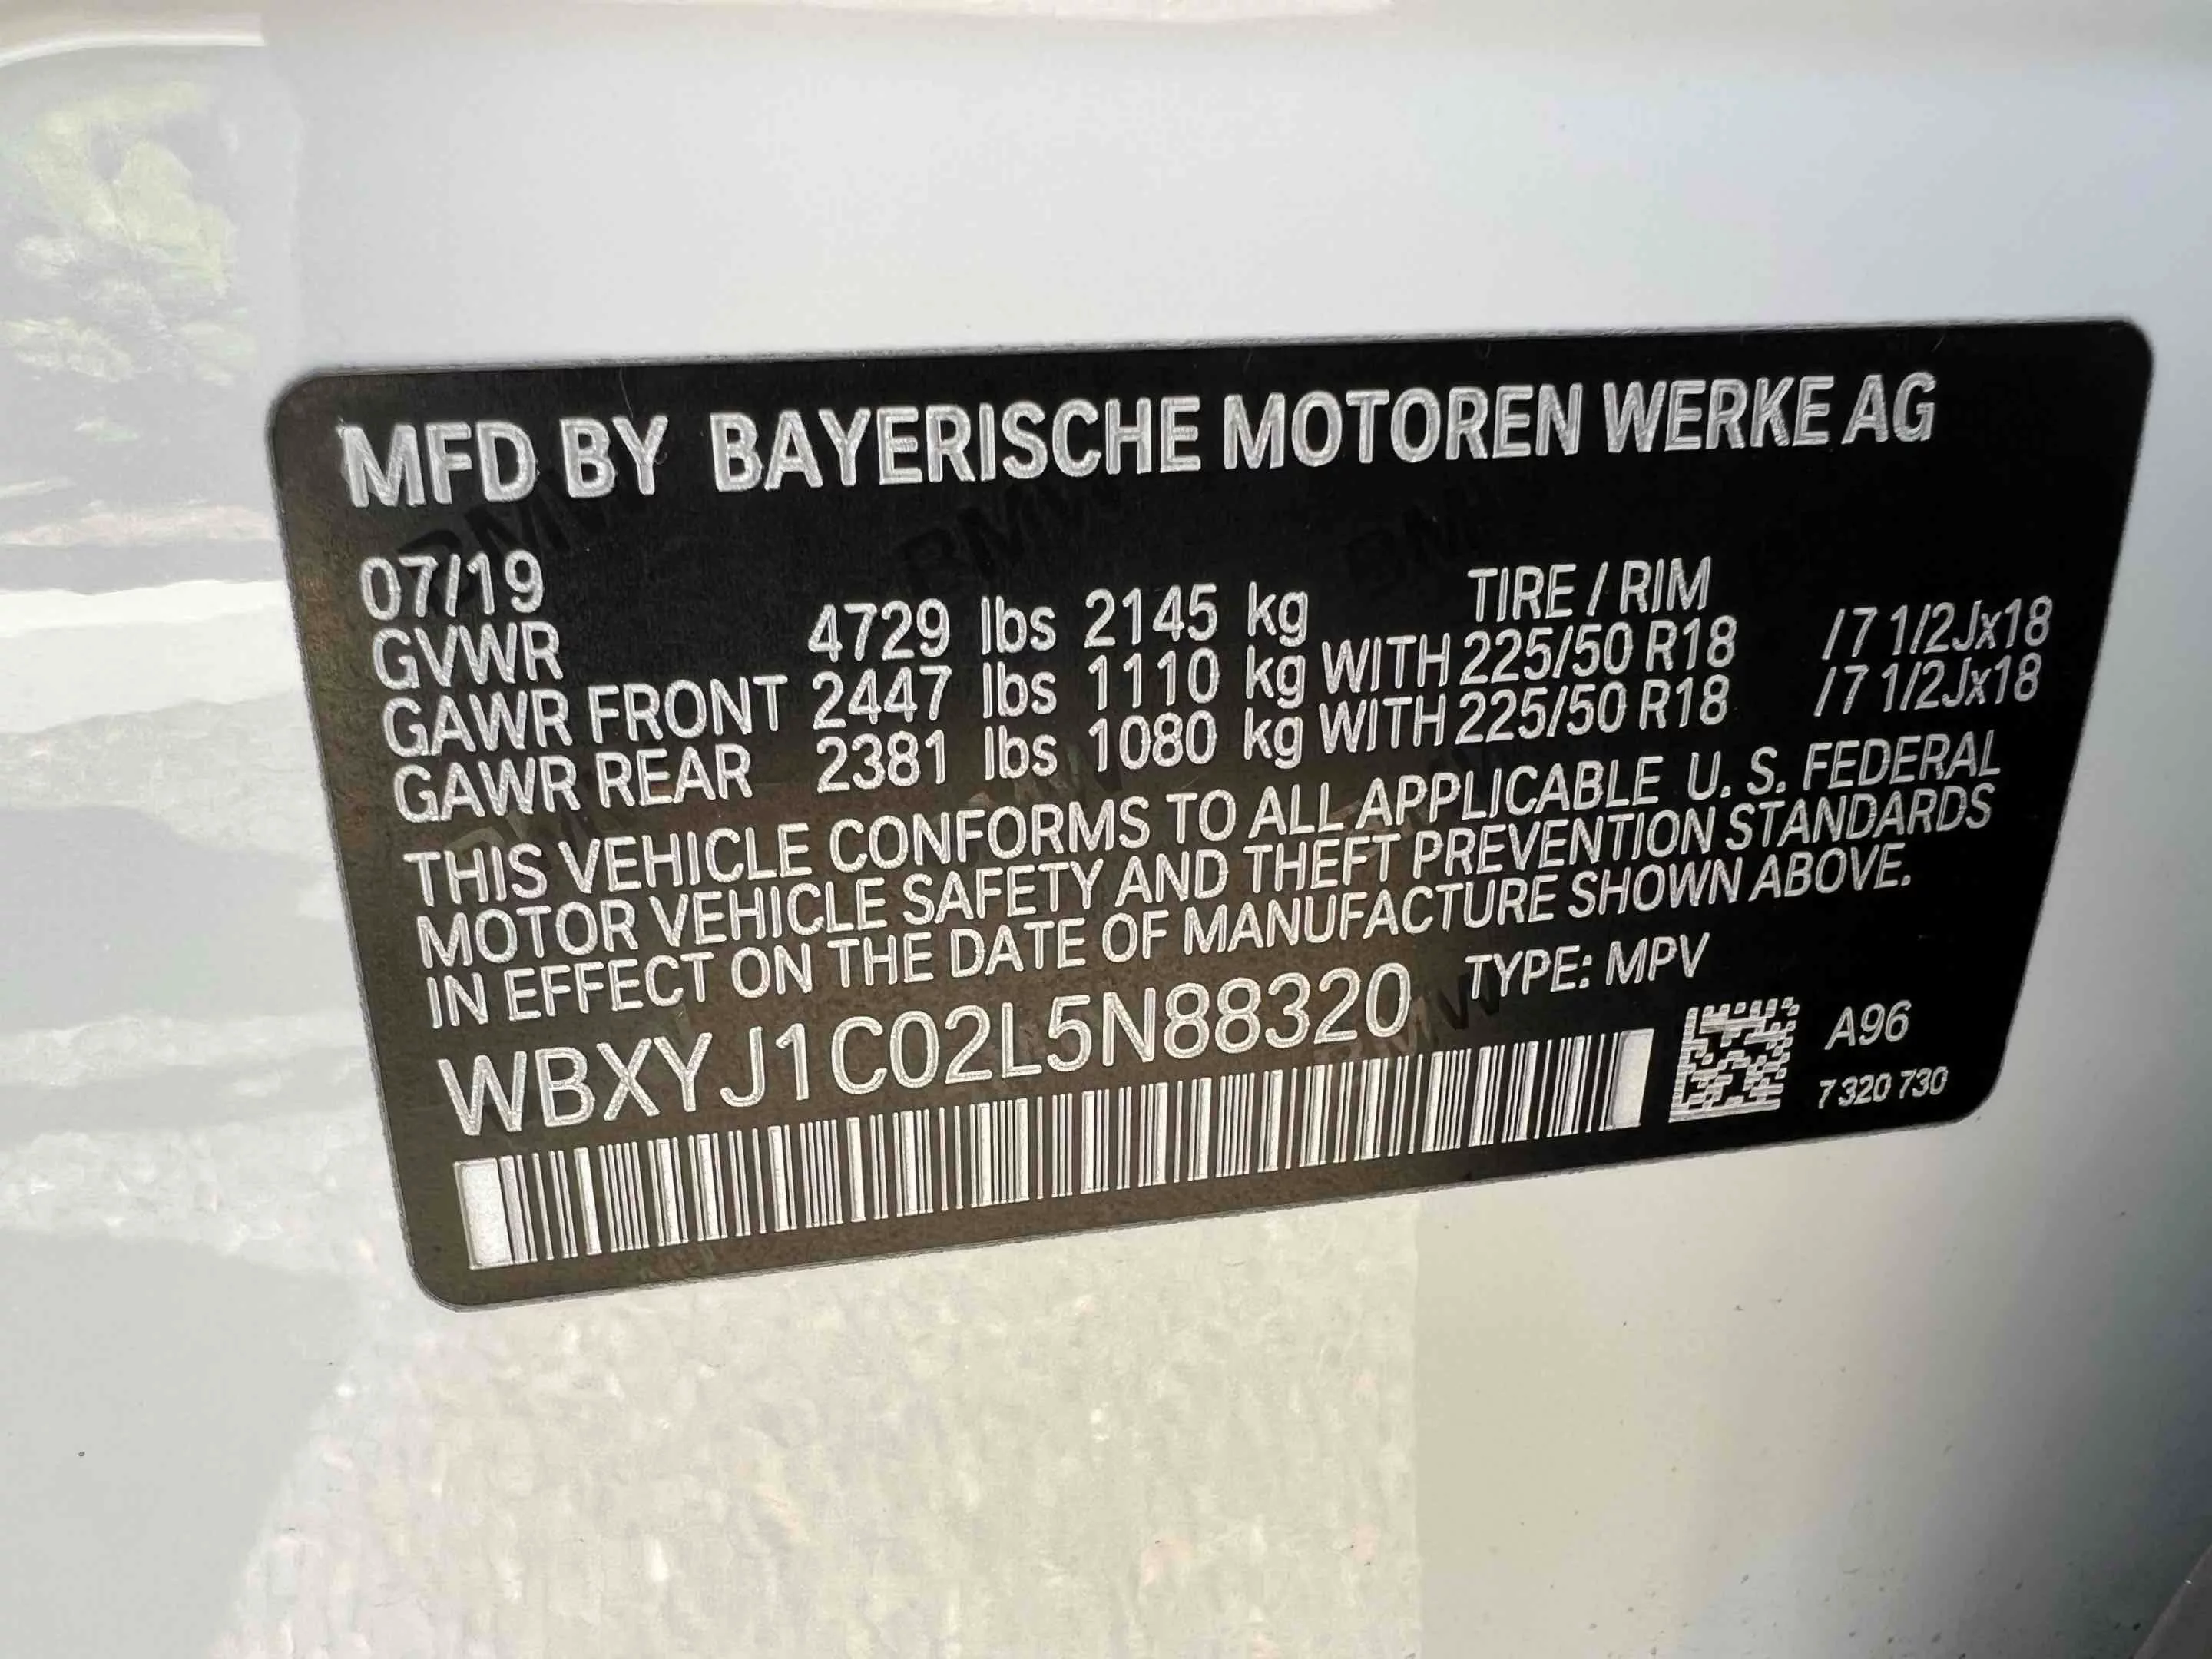 MFD BY BAYERISCHE MOTOREN WERKE AG
07/19 TIRE / RIM
GVWR 4729 lbs 2145 kg
GAWR FRONT 2447 lbs 1110 kg WITH 225/50 R18 /7 1/2Jx18
GAWR REAR 2381 lbs 1080 kg WITH 225/50 R18 /7 1/2Jx18
THIS VEHICLE CONFORMS TO ALL APPLICABLE U. S. FEDERAL
MOTOR VEHICLE SAFETY AND THEFT PREVENTION STANDARDS
IN EFFECT ON THE DATE OF MANUFACTURE SHOWN ABOVE.
WBXYJ1C02L5N88320 TYPE: MPV
A96
7 320 730